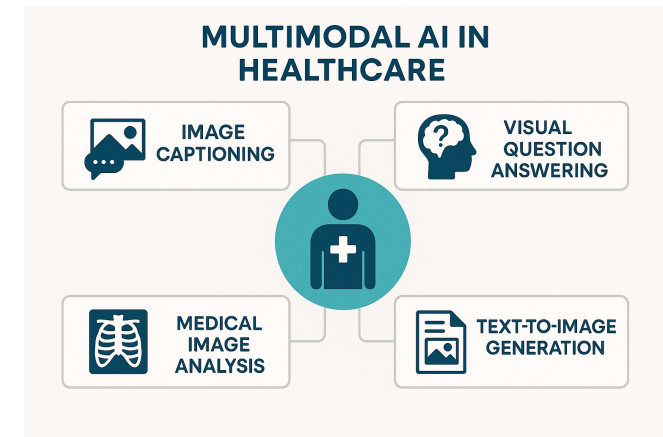 MULTIMODAL AI IN
HEALTHCARE
IMAGE
CAPTIONING
VISUAL
QUESTION
ANSWERING
MEDICAL
IMAGE
ANALYSIS
TEXT-TO-IMAGE
GENERATION